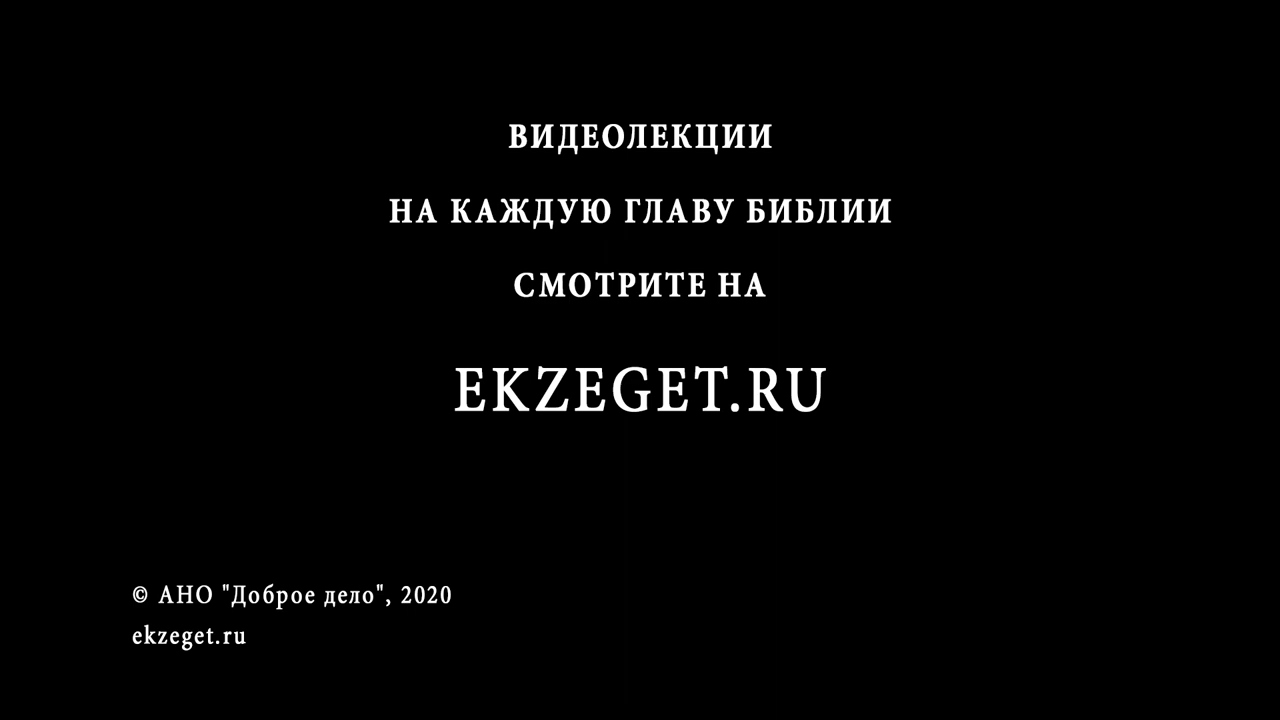 ВИДЕОЛЕКЦИИ
НА КАЖДУЮ ГЛАВУ БИБЛИИ
СМОТРИТЕ НА
EKZEGET.RU
© АНО "Доброе дело", 2020
ekzeget.ru